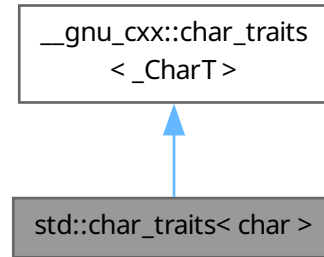 __gnu_cxx::char_traits
< _CharT >
std::char_traits< char >